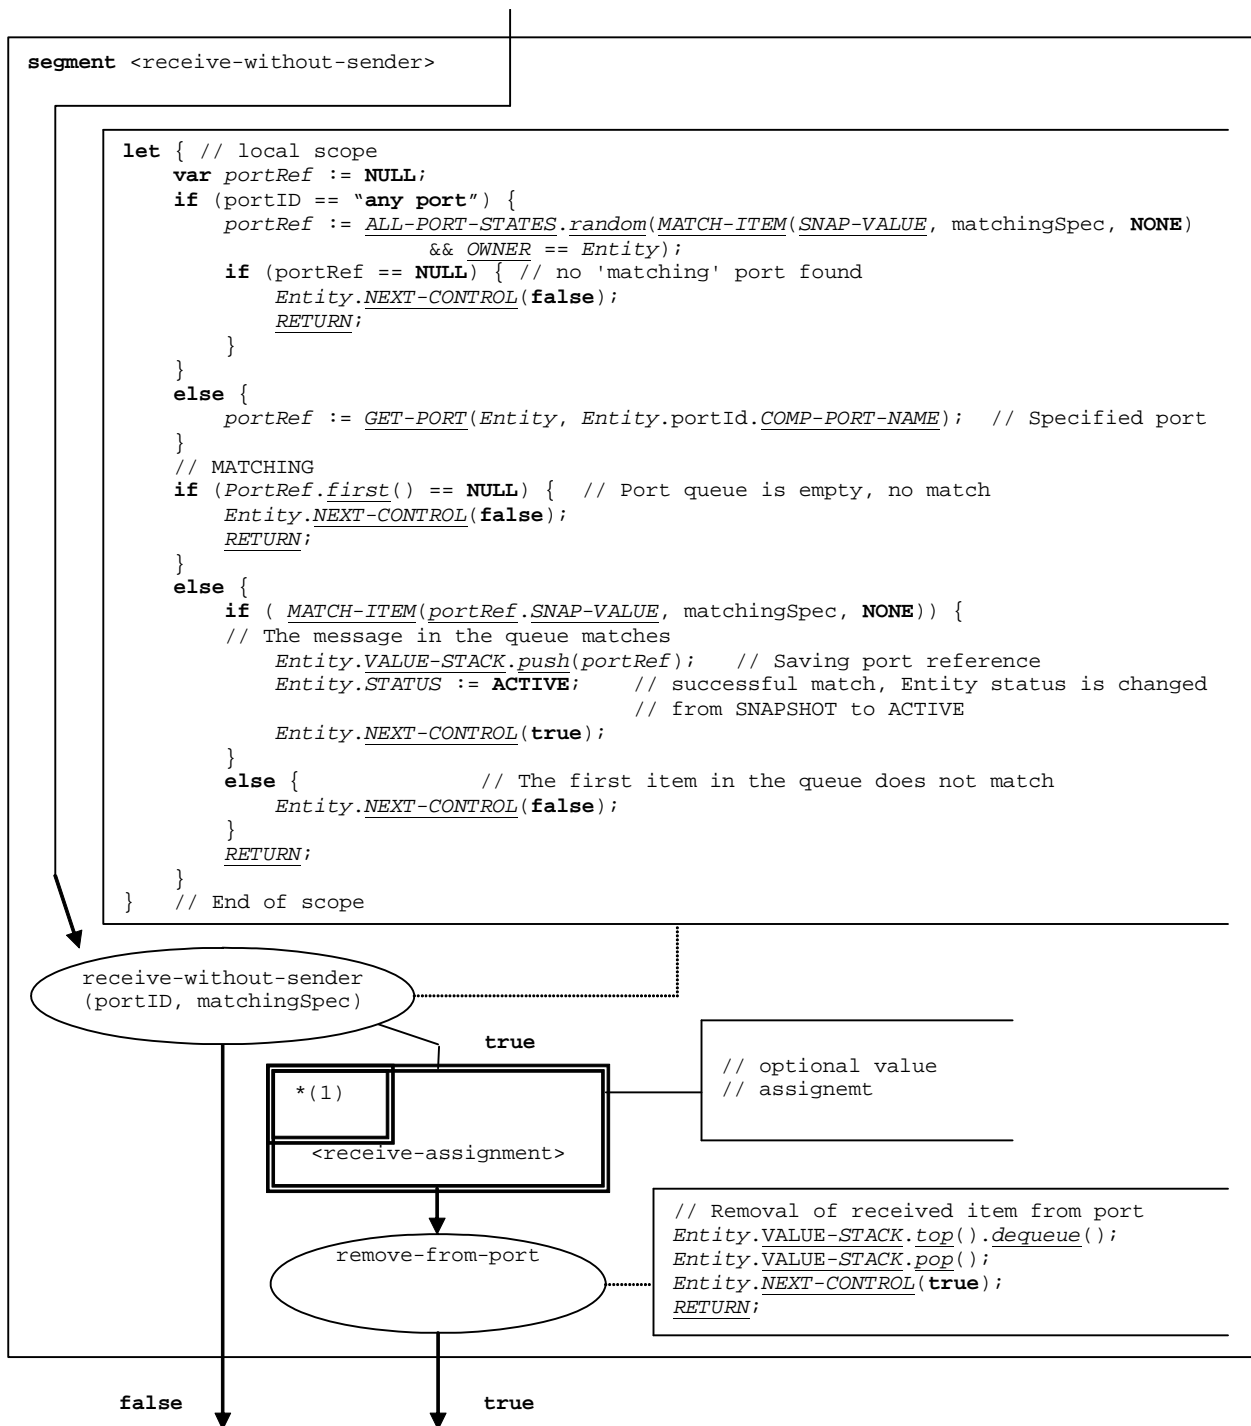 segment <receive-without-sender>
let { // local scope
var portRef := NULL;
if (portID == “any port”) {
portRef := ALL-PORT-STATES.random(MATCH-ITEM(SNAP-VALUE, matchingSpec, NONE)
&& OWNER == Entity);
if (portRef == NULL) { // no 'matching' port found
Entity.NEXT-CONTROL(false);
RETURN;
}
}
else {
portRef := GET-PORT(Entity, Entity.portId.COMP-PORT-NAME); // Specified port
}
// MATCHING
if (PortRef.first() == NULL) { // Port queue is empty, no match
Entity.NEXT-CONTROL(false);
RETURN;
}
else {
if ( MATCH-ITEM(portRef.SNAP-VALUE, matchingSpec, NONE)) {
// The message in the queue matches
Entity.VALUE-STACK.push(portRef); // Saving port reference
Entity.STATUS := ACTIVE; // successful match, Entity status is changed
// from SNAPSHOT to ACTIVE
Entity.NEXT-CONTROL(true);
}
else { // The first item in the queue does not match
Entity.NEXT-CONTROL(false);
}
RETURN;
}
} // End of scope
receive-without-sender
(portID, matchingSpec)
true
// optional value
// assignemt
*(1)
<receive-assignment>
// Removal of received item from port
Entity.VALUE-STACK.top().dequeue();
Entity.VALUE-STACK.pop();
Entity.NEXT-CONTROL(true);
RETURN;
remove-from-port
false
true